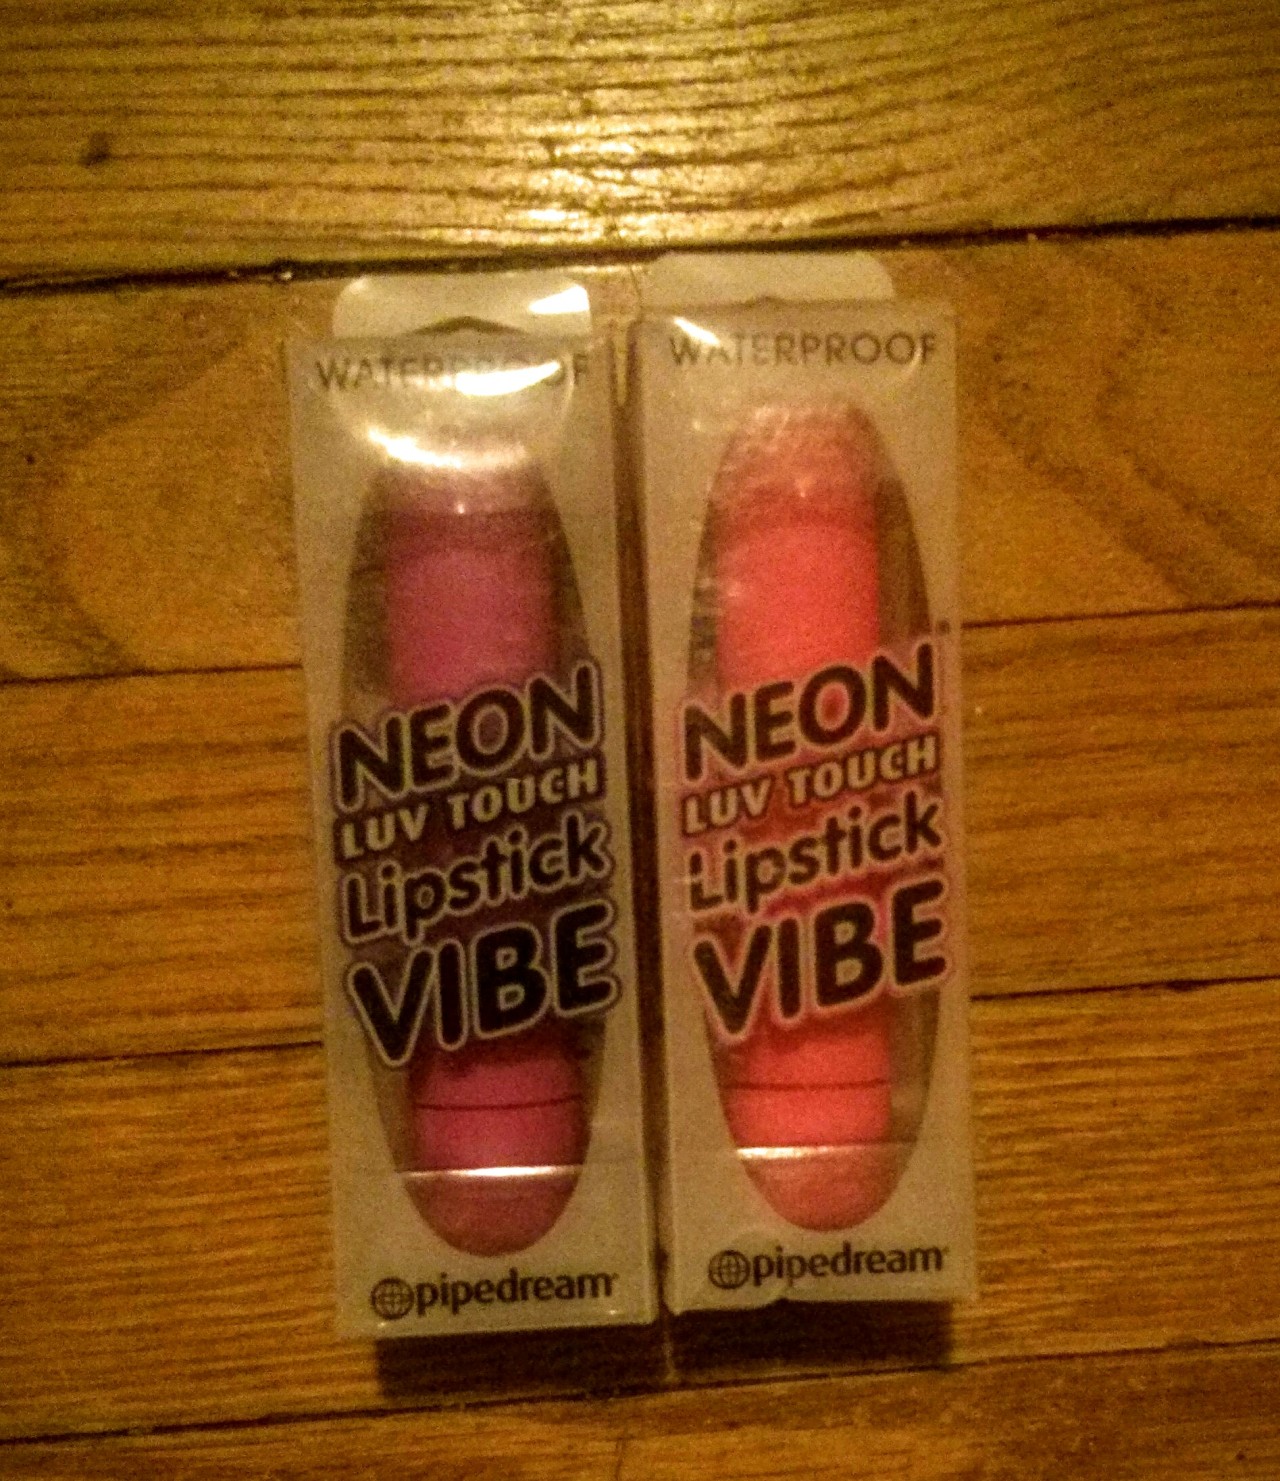 WATERPROOF
NEON
LUV TOUCH
Lipstick
VIBE
pipedream
WATERPROOF
NEON
LUV TOUCH
Lipstick
VIBE
pipedream